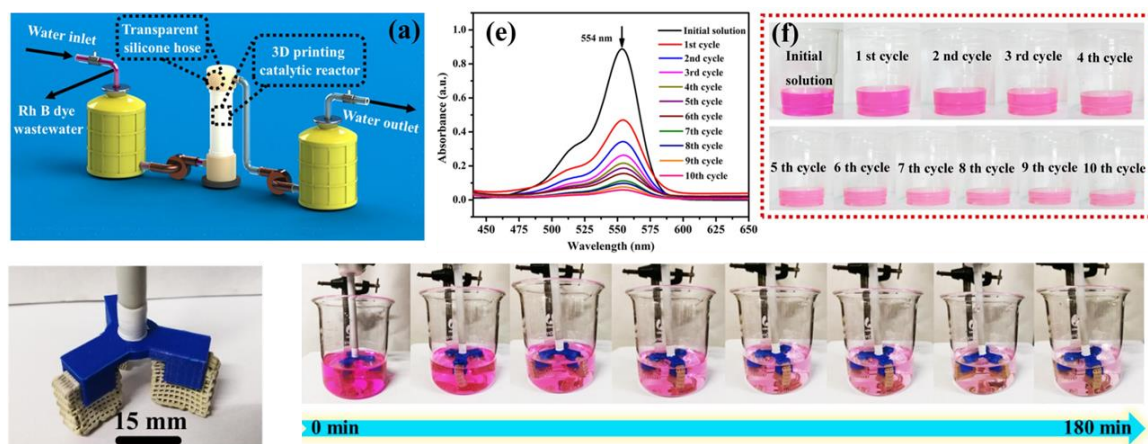 (a)
Water inlet
Transparent
silicone hose
3D printing
catalytic reactor
Rh B dye
wastewater
Water outlet
(e)
554 nm
Initial solution
1st cycle
2nd cycle
3rd cycle
4th cycle
5th cycle
6th cycle
7th cycle
8th cycle
9th cycle
10th cycle
Absorbance (a.u.)
1.0
0.8
0.6
0.4
0.2
0.0
450 475 500 525 550 575 600 625 650
Wavelength (nm)
(f)
Initial
solution
1 st cycle
2 nd cycle
3 rd cycle
4 th cycle
5 th cycle
6 th cycle
7 th cycle
8 th cycle
9 th cycle
10 th cycle
15 mm
0 min
180 min